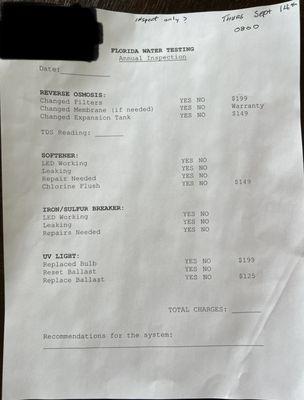 inspect only > THURS Sept 14th
0800
FLORIDA WATER TESTING
Annual Inspection
Date:____________
REVERSE OSMOSIS:
Changed Filters YES NO $199
Changed Membrane (if needed) YES NO Warranty
Changed Expansion Tank YES NO $149
TDS Reading: _______
SOFTENER:
LED Working YES NO
Leaking YES NO
Repair Needed YES NO
Chlorine Flush YES NO $149
IRON/SULFUR BREAKER:
LED Working YES NO
Leaking YES NO
Repairs Needed YES NO
UV LIGHT:
Replaced Bulb YES NO $199
Reset Ballast YES NO
Replace Ballast YES NO $125
TOTAL CHARGES: _______
Recommendations for the system: